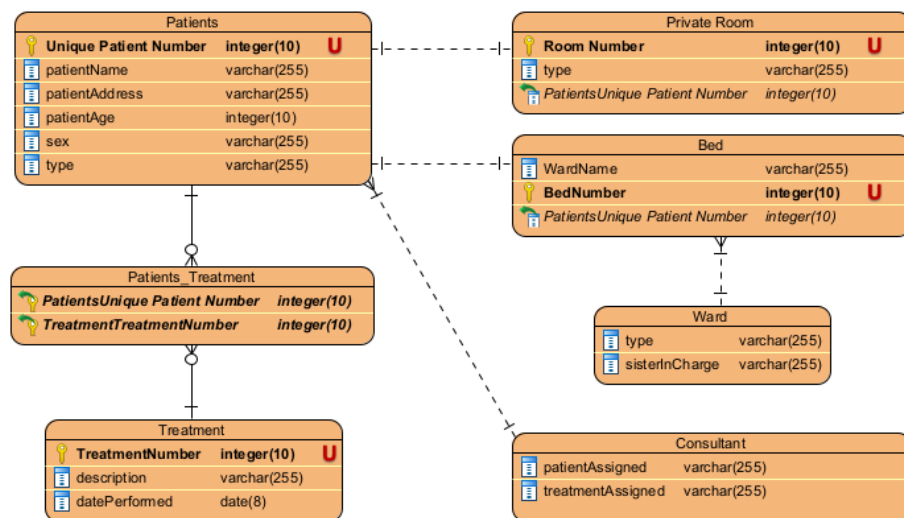 Patients
Unique Patient Number integer(10) U
patientName varchar(255)
patientAddress varchar(255)
patientAge integer(10)
sex varchar(255)
type varchar(255)
Private Room
Room Number integer(10) U
type varchar(255)
PatientsUnique Patient Number integer(10)
Bed
WardName varchar(255)
BedNumber integer(10) U
PatientsUnique Patient Number integer(10)
Patients_Treatment
PatientsUnique Patient Number integer(10)
TreatmentTreatmentNumber integer(10)
Ward
type varchar(255)
sisterInCharge varchar(255)
Treatment
TreatmentNumber integer(10) U
description varchar(255)
datePerformed date(8)
Consultant
patientAssigned varchar(255)
treatmentAssigned varchar(255)